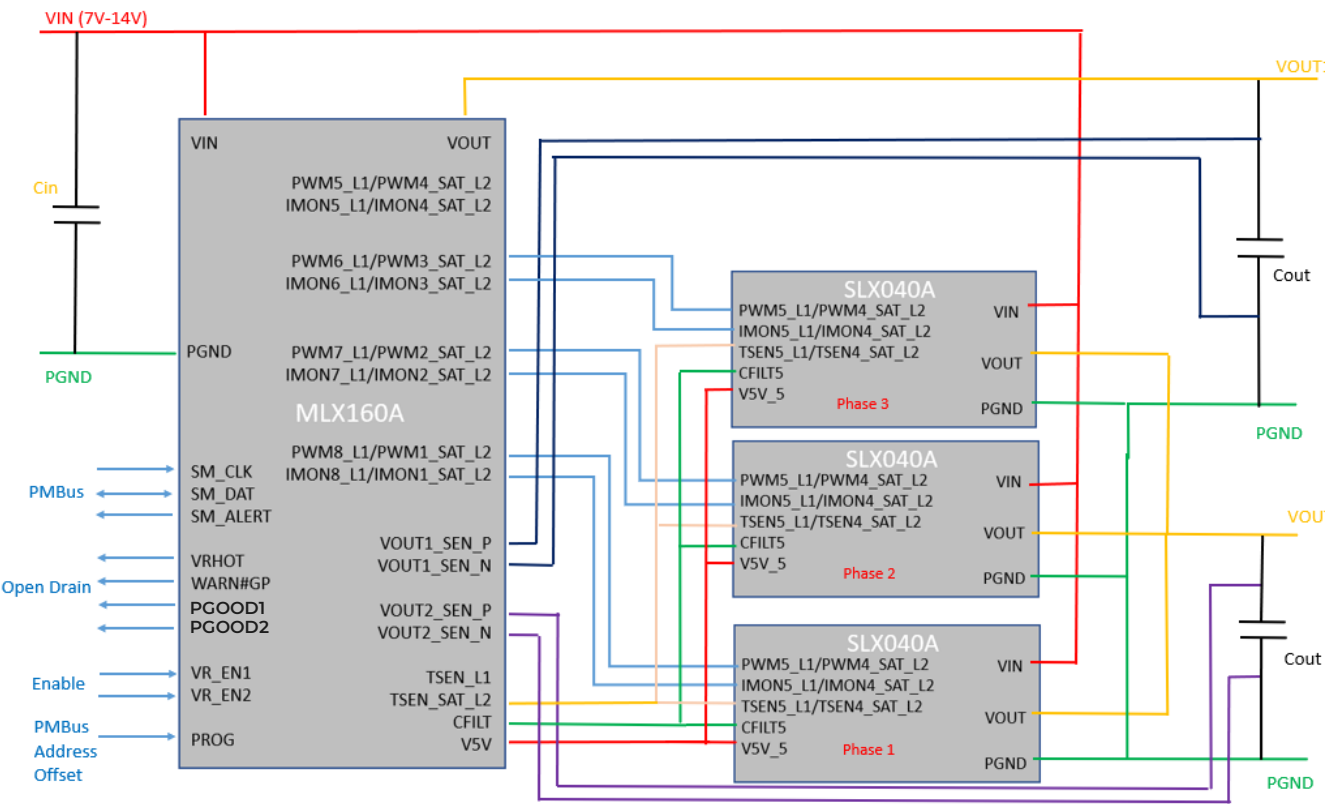 VIN (7V-14V)
VOUT:
VIN
VOUT
Cin
PWM5_L1/PWM4_SAT_L2
IMON5_L1/IMON4_SAT_L2
PWM6_L1/PWM3_SAT_L2
IMON6_L1/IMON3_SAT_L2
PGND
PGND
PWM7_L1/PWM2_SAT_L2
IMON7_L1/IMON2_SAT_L2
MLX160A
PWM8_L1/PWM1_SAT_L2
IMON8_L1/IMON1_SAT_L2
PMBus
SM_CLK
SM_DAT
SM_ALERT
VOUT1_SEN_P
VOUT1_SEN_N
Open Drain
VRHOT
WARN#GP
PGOOD1
PGOOD2
VOUT2_SEN_P
VOUT2_SEN_N
Enable
VR_EN1
VR_EN2
TSEN_L1
TSEN_SAT_L2
CFILT
V5V
PMBus
Address
Offset
PROG
SLX040A
PWM5_L1/PWM4_SAT_L2
IMON5_L1/IMON4_SAT_L2
TSEN5_L1/TSEN4_SAT_L2
CFILT5
V5V_5
Phase 3
VIN
VOUT
PGND
SLX040A
PWM5_L1/PWM4_SAT_L2
IMON5_L1/IMON4_SAT_L2
TSEN5_L1/TSEN4_SAT_L2
CFILT5
V5V_5
Phase 2
VIN
VOUT
PGND
SLX040A
PWM5_L1/PWM4_SAT_L2
IMON5_L1/IMON4_SAT_L2
TSEN5_L1/TSEN4_SAT_L2
CFILT5
V5V_5
Phase 1
VIN
VOUT
PGND
Cout
PGND
VOU
Cout
PGND